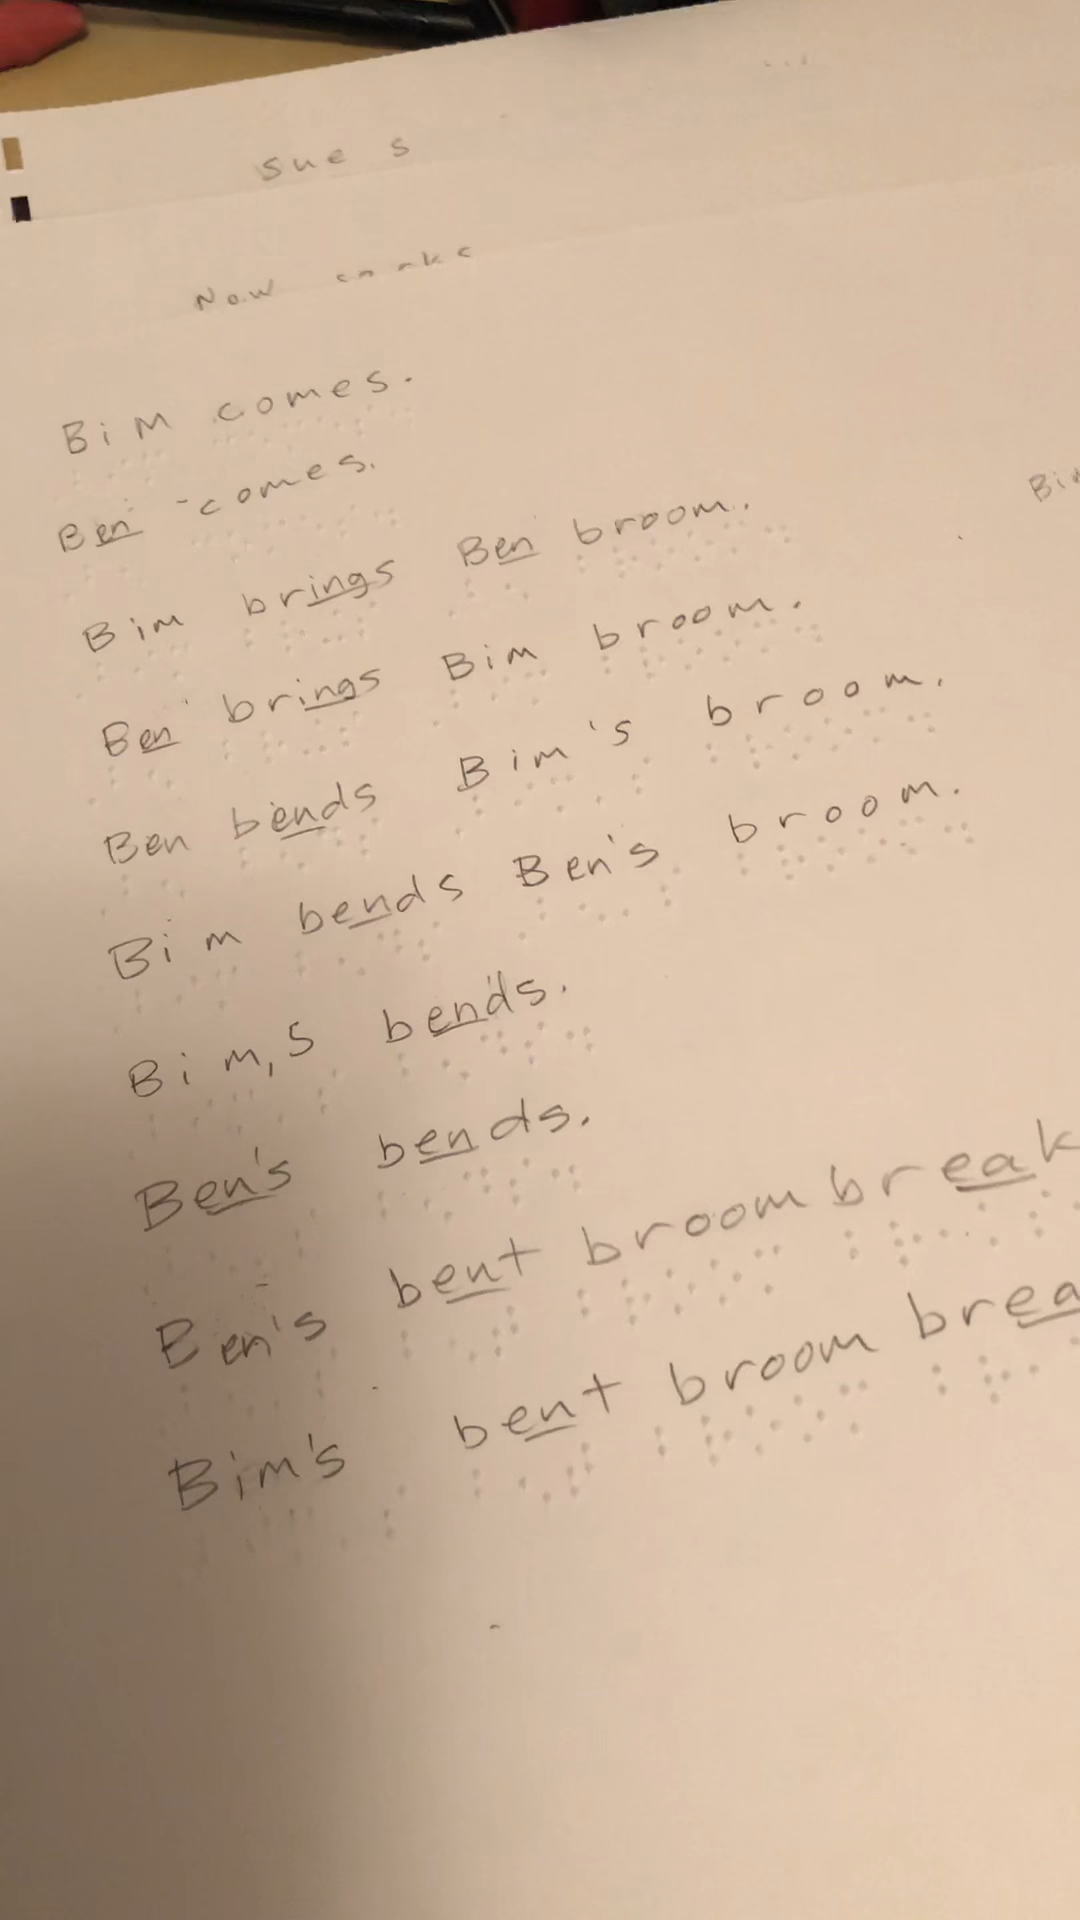 sue s
Now
Bim comes.
Ben comes.
Bim brings Ben broom.
Ben brings Bim broom.
Ben bends Bim's broom.
Bim bends Ben's broom.
Bim,s bends.
Ben's bends.
Ben's bent broom break
Bim's bent broom brea